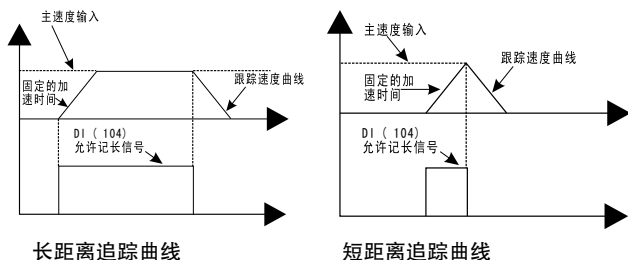 主速度输入
固定的加
速时间
跟踪速度曲线
DI ( 104)
允许记长信号
长距离追踪曲线
主速度输入
固定的加
速时间
跟踪速度曲线
DI ( 104)
允许记长信号
短距离追踪曲线